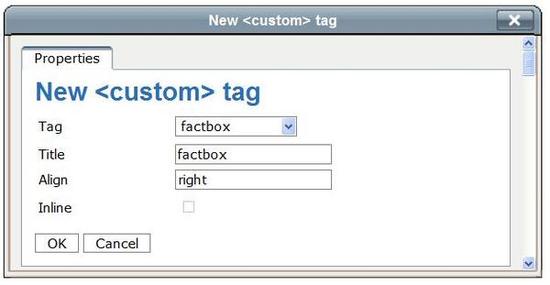 New <custom> tag
Properties
New <custom> tag
Tag factbox
Title factbox
Align right
Inline
OK Cancel